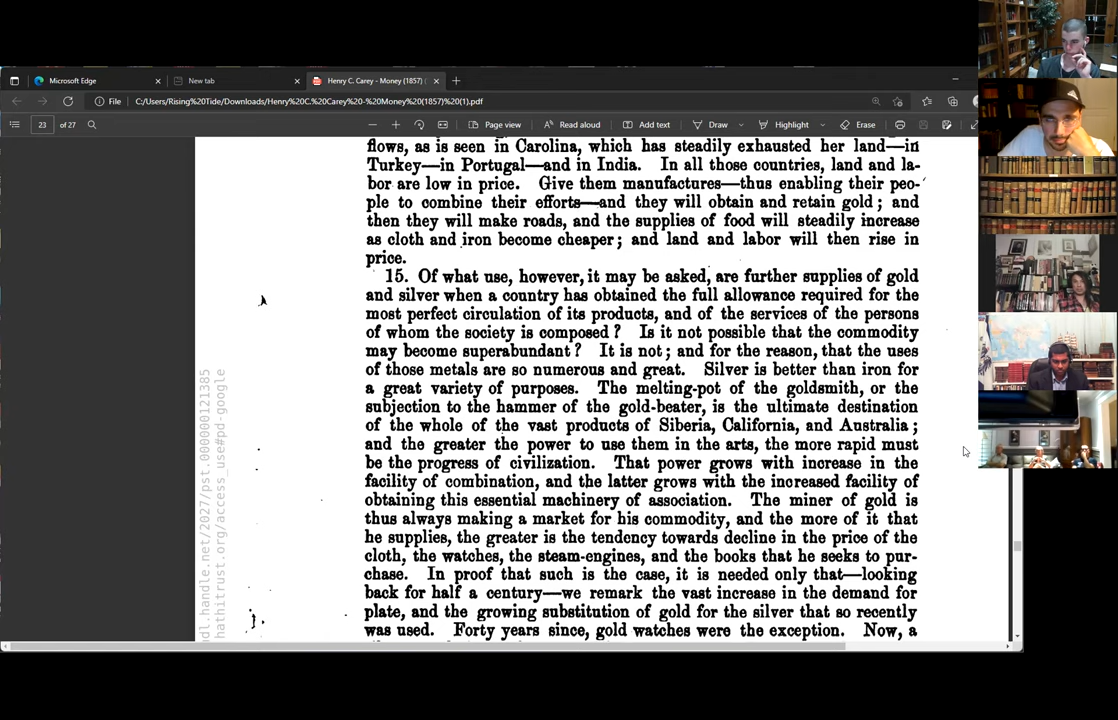 Microsoft Edge
New tab
Henry C. Carey - Money (1857) (
File
C:/Users/Rising%20Tide/Downloads/Henry%20C.%20Carey%20-%20Money%20(1857)%20(1).pdf
23 of 27
Page view
Read aloud
Add text
Draw
Highlight
Erase
flows, as is seen in Carolina, which has steadily exhausted her land—in
Turkey—in Portugal—and in India. In all those countries, land and la-
bor are low in price. Give them manufactures—thus enabling their peo-
ple to combine their efforts—and they will obtain and retain gold; and
then they will make roads, and the supplies of food will steadily increase
as cloth and iron become cheaper; and land and labor will then rise in
price.
15. Of what use, however, it may be asked, are further supplies of gold
and silver when a country has obtained the full allowance required for the
most perfect circulation of its products, and of the services of the persons
of whom the society is composed? Is it not possible that the commodity
may become superabundant? It is not; and for the reason, that the uses
of those metals are so numerous and great. Silver is better than iron for
a great variety of purposes. The melting-pot of the goldsmith, or the
subjection to the hammer of the gold-beater, is the ultimate destination
of the whole of the vast products of Siberia, California, and Australia;
and the greater the power to use them in the arts, the more rapid must
be the progress of civilization. That power grows with increase in the
facility of combination, and the latter grows with the increased facility of
obtaining this essential machinery of association. The miner of gold is
thus always making a market for his commodity, and the more of it that
he supplies, the greater is the tendency towards decline in the price of the
cloth, the watches, the steam-engines, and the books that he seeks to pur-
chase. In proof that such is the case, it is needed only that—looking
back for half a century—we remark the vast increase in the demand for
plate, and the growing substitution of gold for the silver that so recently
was used. Forty years since, gold watches were the exception. Now, a
dl.handle.net/2027/pst.000000121385
hathitrust.org/access_use#pd-google